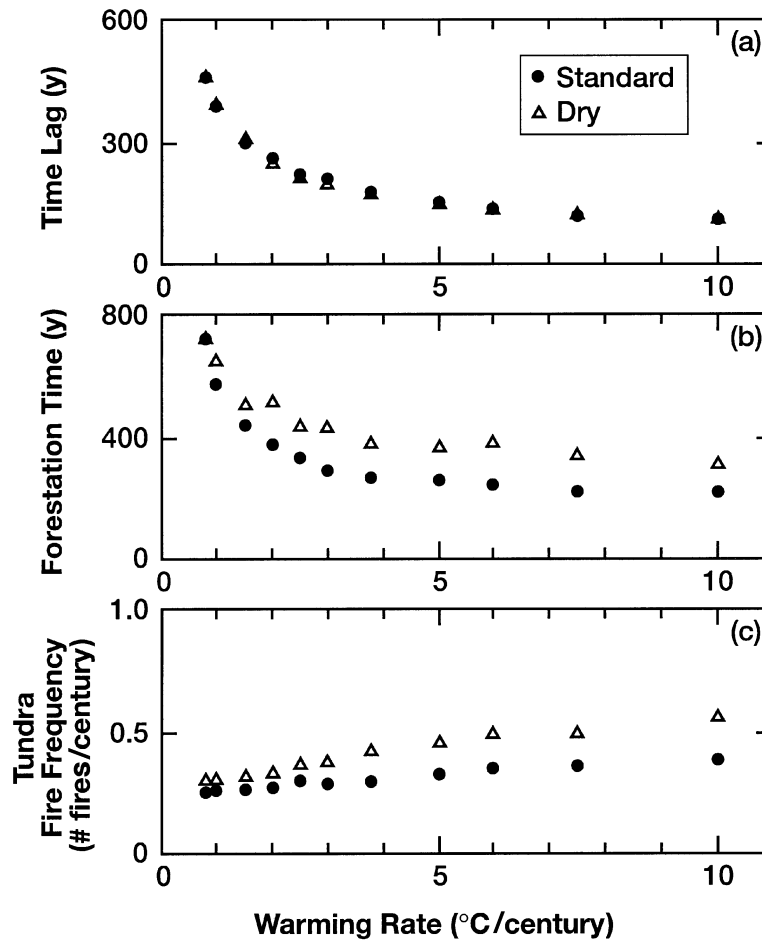 600
(a)
Standard
Dry
Time Lag (y)
300
0
0
5
10
800
(b)
Forestation Time (y)
400
0
0
5
10
1.0
(c)
Tundra
Fire Frequency
(# fires/century)
0.5
0
0
5
10
Warming Rate (°C/century)